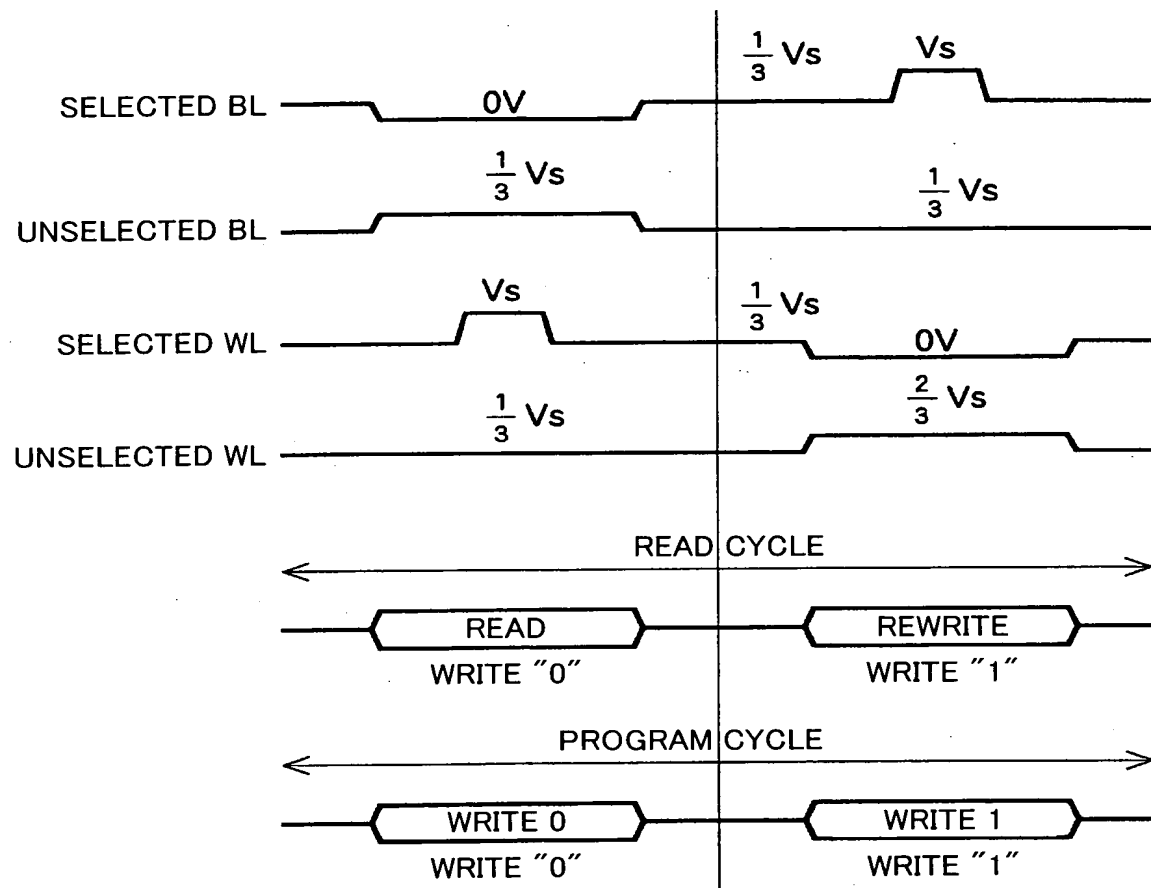 1/3 Vs Vs
SELECTED BL 0V
1/3 Vs 1/3 Vs
UNSELECTED BL
Vs 1/3 Vs
SELECTED WL 0V
1/3 Vs 2/3 Vs
UNSELECTED WL
READ CYCLE
READ REWRITE
WRITE "0" WRITE "1"
PROGRAM CYCLE
WRITE 0 WRITE 1
WRITE "0" WRITE "1"